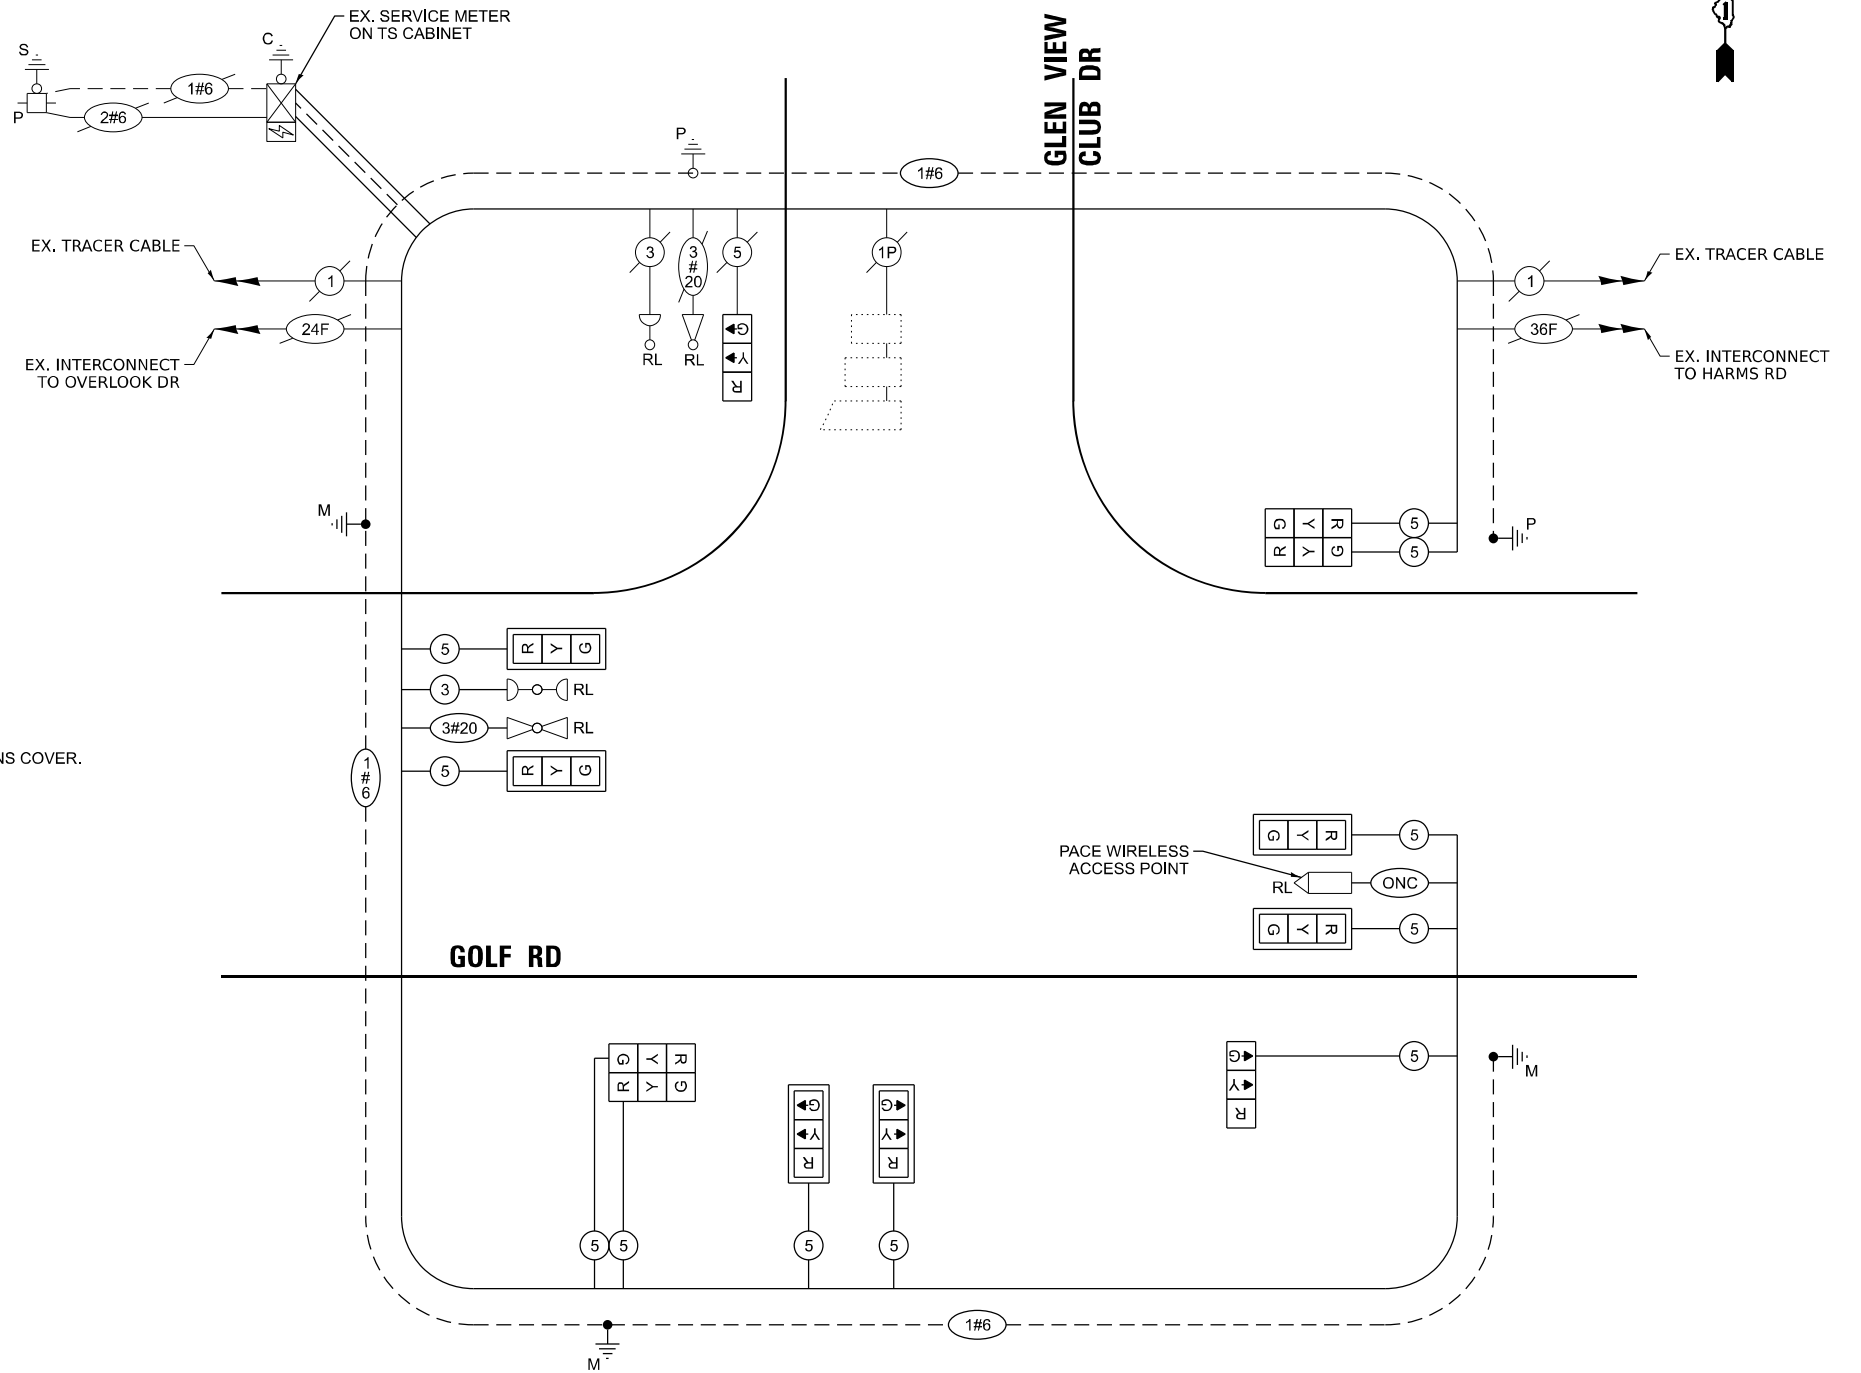 EX. SERVICE METER
ON TS CABINET
S
C
P
1#6
2#6
GLEN VIEW
CLUB DR
1
P
1#6
EX. TRACER CABLE
1
24F
EX. INTERCONNECT
TO OVERLOOK DR
3
3
#
20
5
1P
RL
RL
G
Y
R
EX. TRACER CABLE
1
36F
EX. INTERCONNECT
TO HARMS RD
M
G Y R
R Y G
5
5
P
5
R Y G
3
RL
3#20
RL
5
R Y G
NS COVER.
1
#
6
G Y R
5
PACE WIRELESS
ACCESS POINT
RL
ONC
G Y R
5
GOLF RD
G Y R
R Y G
G
Y
R
G
Y
R
G
Y
R
5
M
5
5
5
5
1#6
M